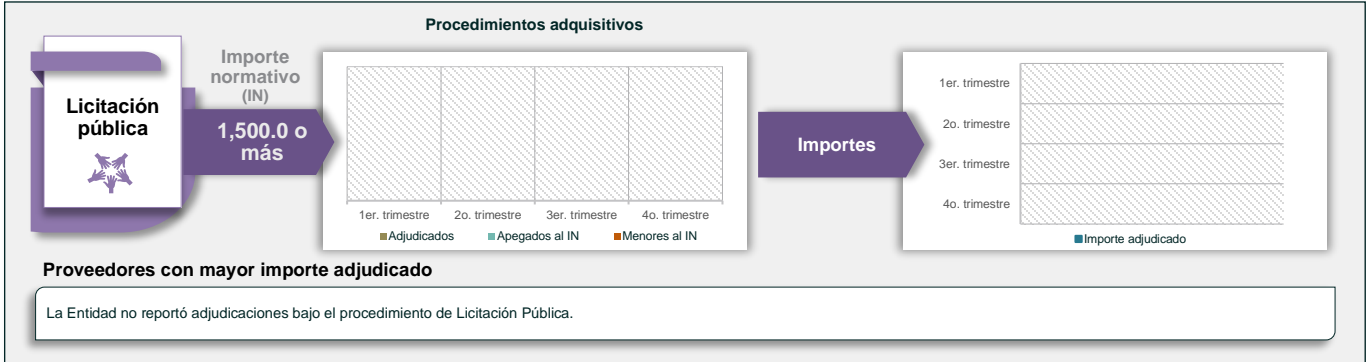 Procedimientos adquisitivos
Licitación
pública
Importe
normativo
(IN)
1,500.0 o
más
1er. trimestre 2o. trimestre 3er. trimestre 4o. trimestre
Adjudicados Apegados al IN Menores al IN
Importes
1er. trimestre
2o. trimestre
3er. trimestre
4o. trimestre
Importe adjudicado
Proveedores con mayor importe adjudicado
La Entidad no reportó adjudicaciones bajo el procedimiento de Licitación Pública.